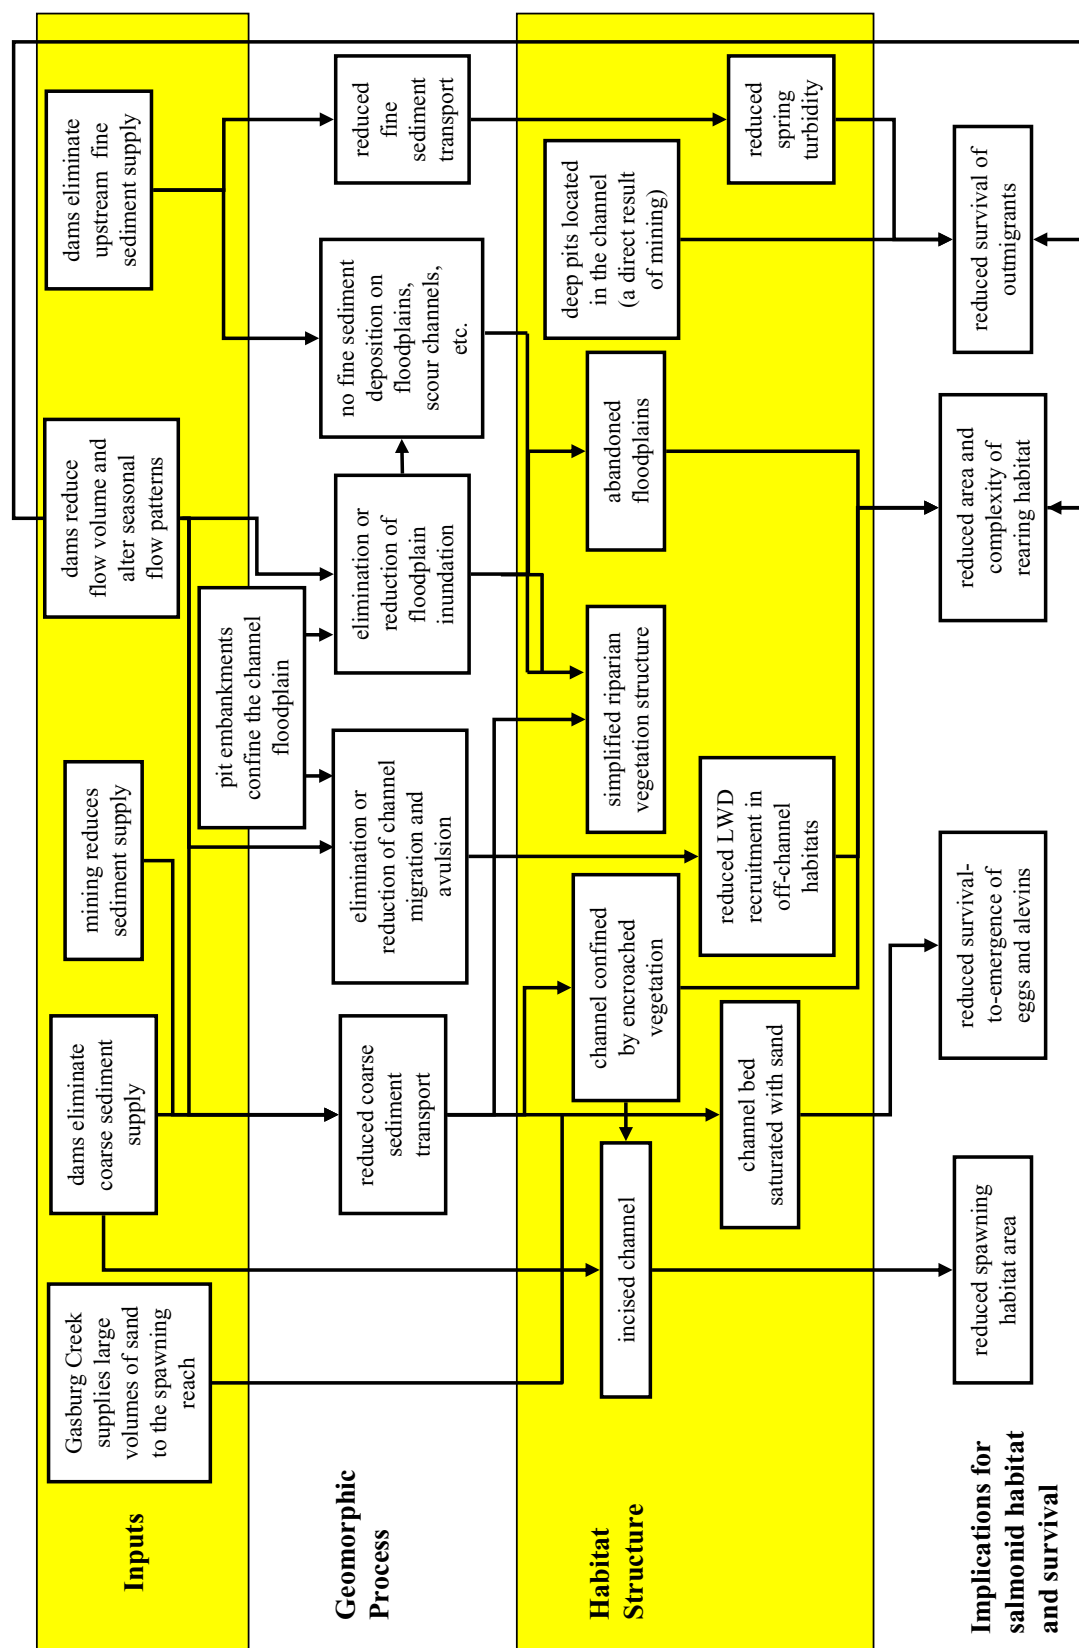 Inputs
Gasburg Creek
supplies large
volumes of sand
to the spawning
reach
dams eliminate
coarse sediment
supply
mining reduces
sediment supply
pit embankments
confine the channel
floodplain
dams reduce
flow volume and
alter seasonal
flow patterns
dams eliminate
upstream fine
sediment supply
Geomorphic
Process
reduced coarse
sediment
transport
elimination or
reduction of channel
migration and
avulsion
elimination or
reduction of
floodplain
inundation
no fine sediment
deposition on
floodplains,
scour channels,
etc.
reduced
fine
sediment
transport
Habitat
Structure
incised channel
channel confined
by encroached
vegetation
simplified riparian
vegetation structure
abandoned
floodplains
deep pits located
in the channel
(a direct result
of mining)
channel bed
saturated with sand
reduced LWD
recruitment in
off-channel
habitats
reduced
spring
turbidity
Implications for
salmonid habitat
and survival
reduced spawning
habitat area
reduced survival-
to-emergence of
eggs and alevins
reduced area and
complexity of
rearing habitat
reduced survival of
outmigrants